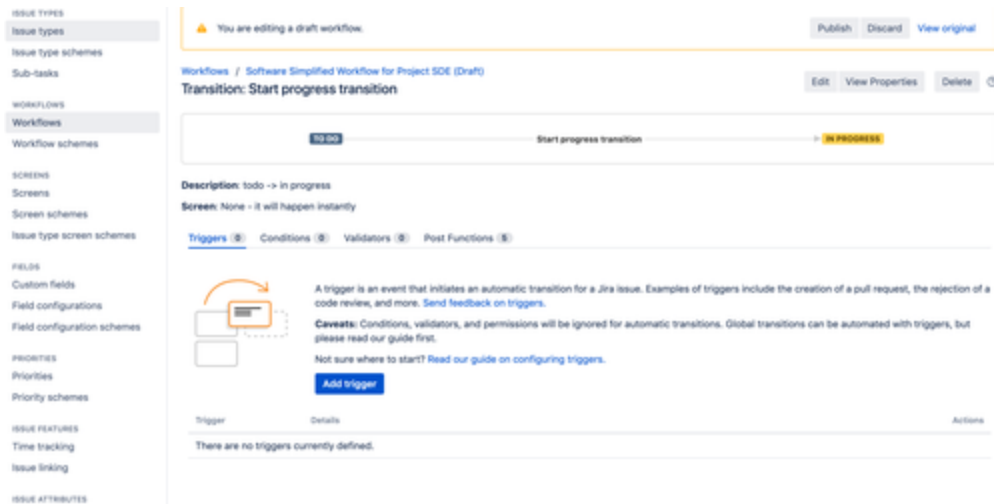 ISSUE TYPES
Issue types
Issue type schemes
Sub-tasks
WORKFLOWS
Workflows
Workflow schemes
SCREENS
Screens
Screen schemes
Issue type screen schemes
FIELDS
Custom fields
Field configurations
Field configuration schemes
PRIORITIES
Priorities
Priority schemes
ISSUE FEATURES
Time tracking
Issue linking
ISSUE ATTRIBUTES
You are editing a draft workflow.
Publish Discard View original
Workflows / Software Simplified Workflow for Project SDE (Draft)
Transition: Start progress transition
Edit View Properties Delete
TO DO Start progress transition IN PROGRESS
Description: todo -> in progress
Screen: None - it will happen instantly
Triggers 0 Conditions 0 Validators 0 Post Functions 5
A trigger is an event that initiates an automatic transition for a Jira issue. Examples of triggers include the creation of a pull request, the rejection of a
code review, and more. Send feedback on triggers.
Caveats: Conditions, validators, and permissions will be ignored for automatic transitions. Global transitions can be automated with triggers, but
please read our guide first.
Not sure where to start? Read our guide on configuring triggers.
Add trigger
Trigger Details Actions
There are no triggers currently defined.